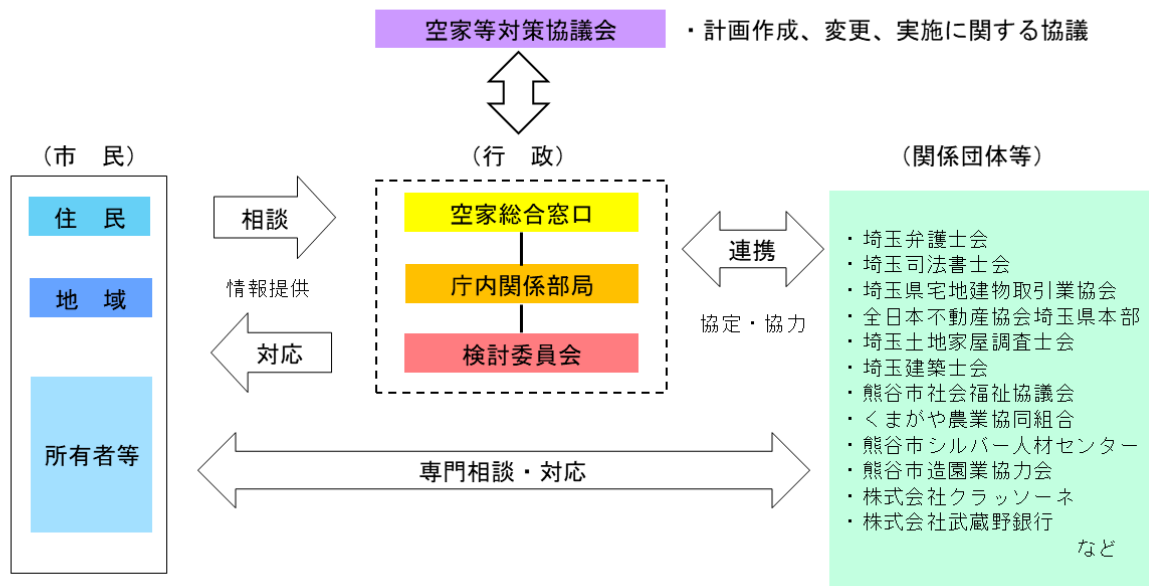 空家等対策協議会
・計画作成、変更、実施に関する協議
（市　民）
住　民
地　域
所有者等
相談
情報提供
対応
（行　政）
空家総合窓口
庁内関係部局
検討委員会
連携
協定・協力
専門相談・対応
（関係団体等）
・埼玉弁護士会
・埼玉司法書士会
・埼玉県宅地建物取引業協会
・全日本不動産協会埼玉県本部
・埼玉土地家屋調査士会
・埼玉建築士会
・熊谷市社会福祉協議会
・くまがや農業協同組合
・熊谷市シルバー人材センター
・熊谷市造園業協力会
・株式会社クラッソーネ
・株式会社武蔵野銀行
など